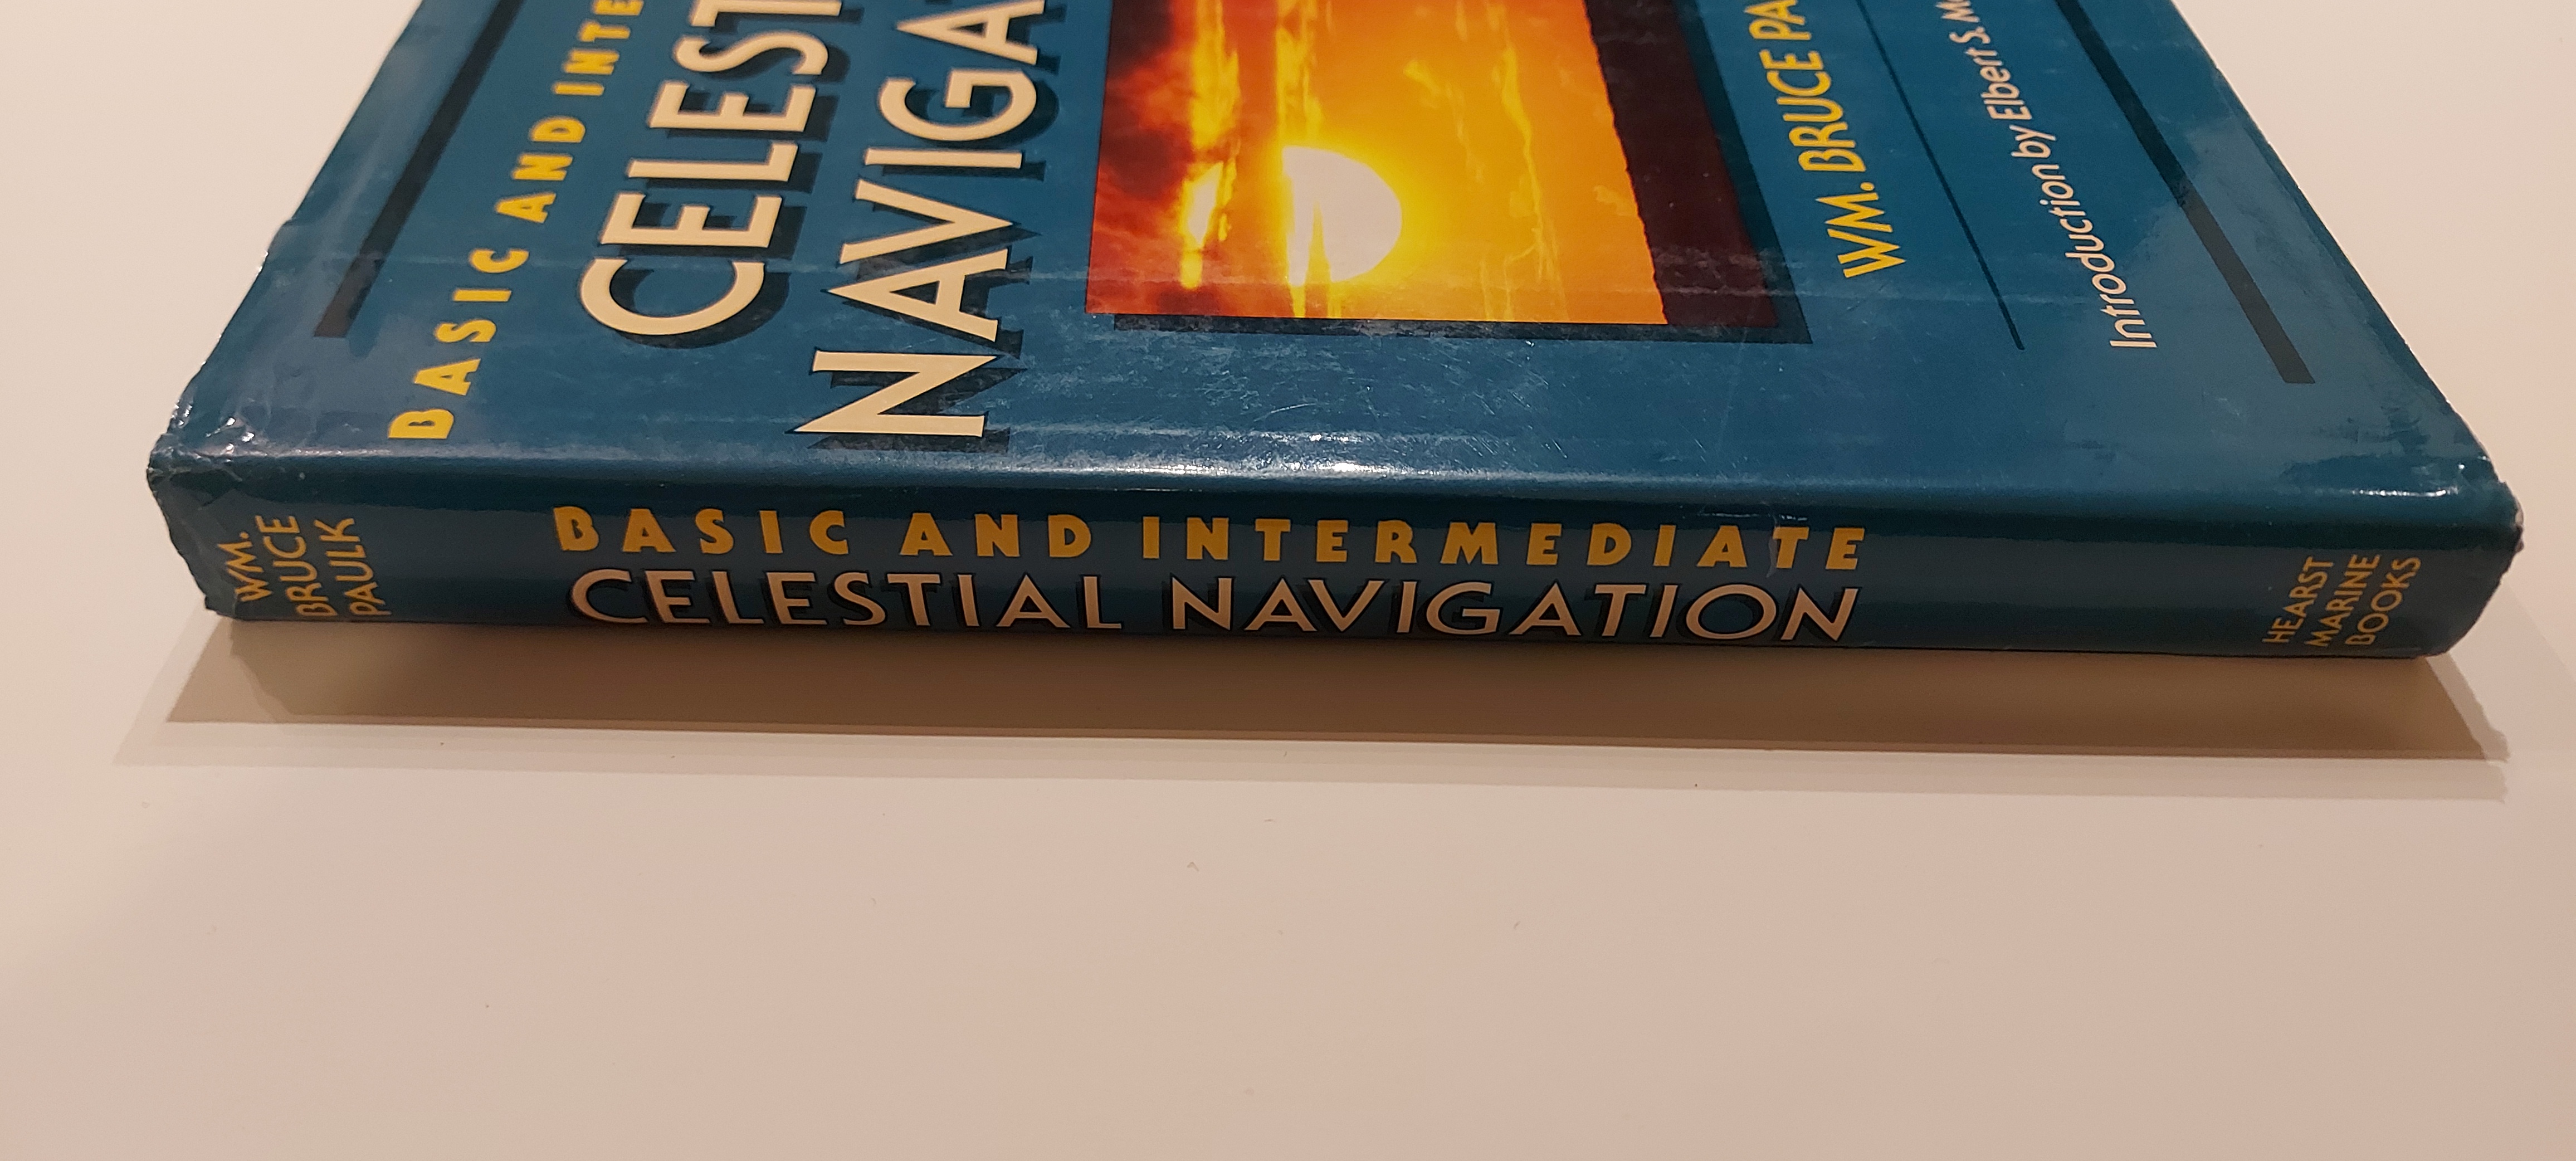 BASIC AND INTE
CELEST
NAVIGA
WM. BRUCE PA
Introduction by Elbert S. M
WM.
BRUCE
PAULK
BASIC AND INTERMEDIATE
CELESTIAL NAVIGATION
HEARST
MARINE
BOOKS